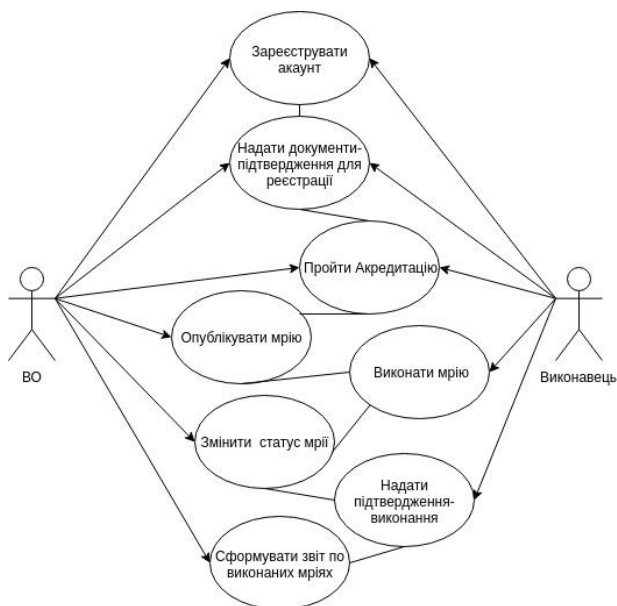 Зареєструвати
акаунт
Надати документи-
підтвердження для
реєстрації
Пройти Акредитацію
Опублікувати мрію
Виконати мрію
ВО
Виконавець
Змінити статус мрії
Надати
підтвердження-
виконання
Сформувати звіт по
виконаних мріях